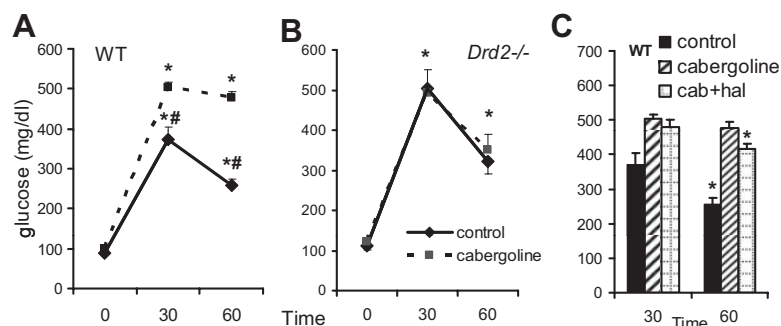 A
WT
glucose (mg/dl)
600
500
400
300
200
100
0
*
*
*#
*#
0
30
60
Time
B
Drd2-/-
600
500
400
300
200
100
0
*
*
control
cabergoline
0
30
60
C
WT
control
cabergoline
cab+hal
700
600
500
400
300
200
100
0
*
*
30
60
Time